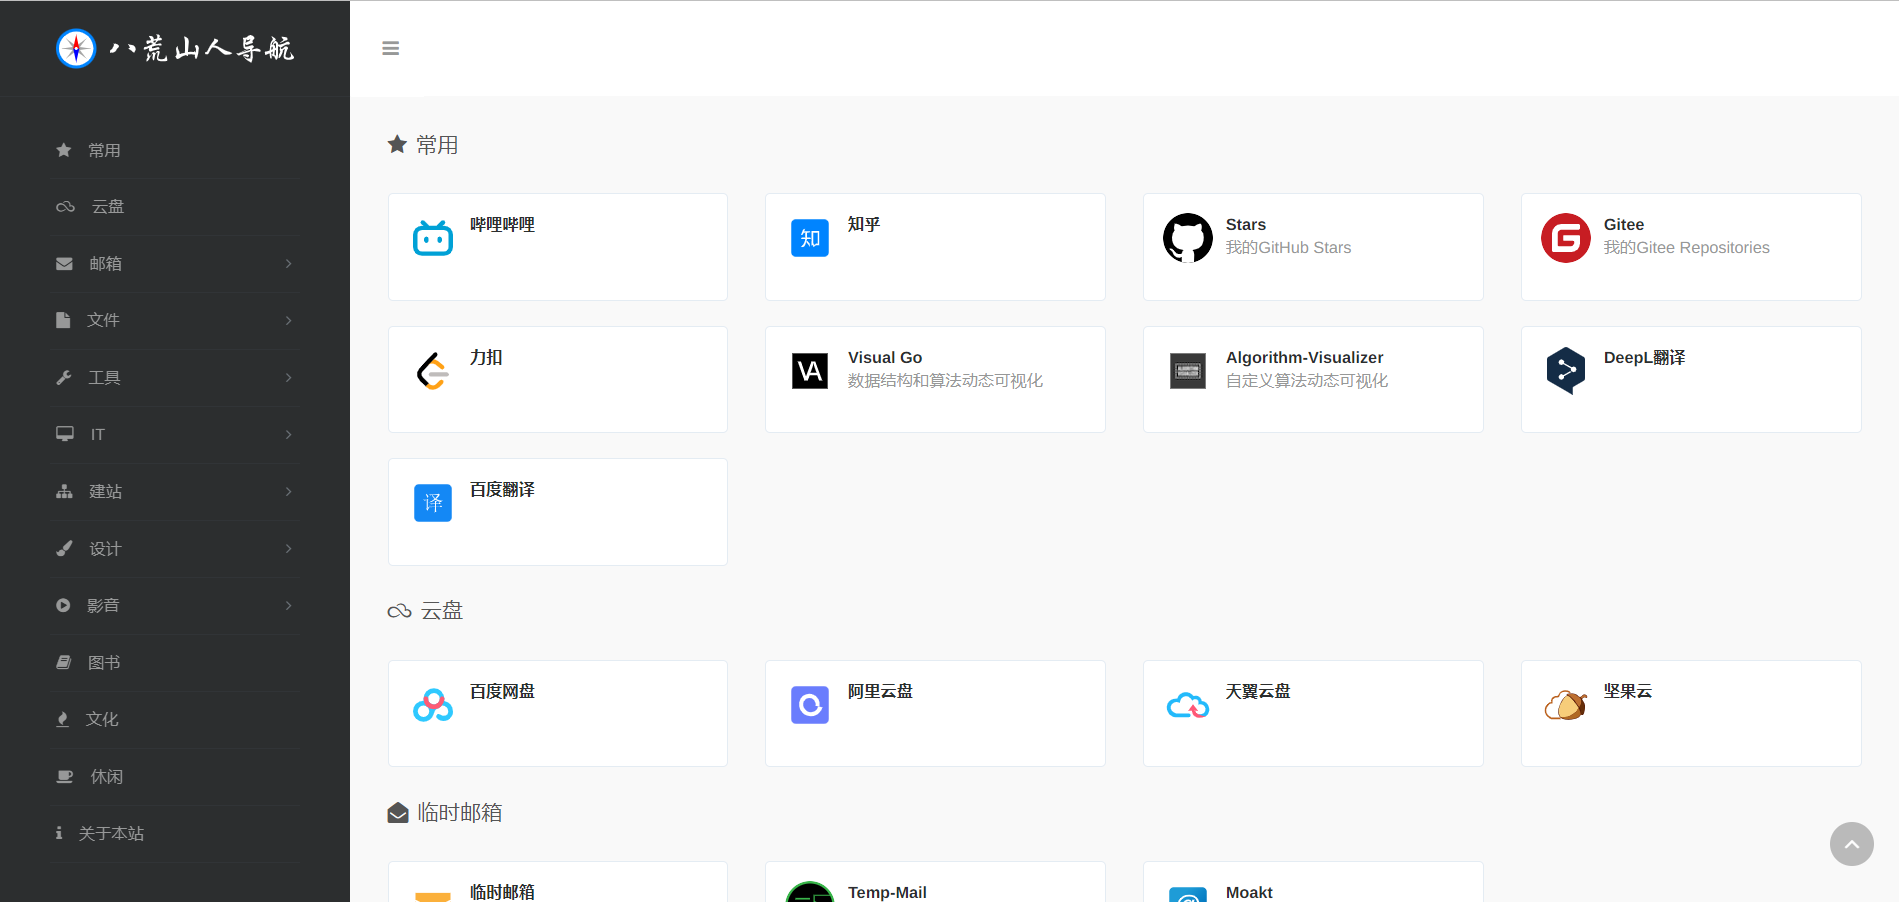 八荒山人导航
常用
云盘
邮箱
文件
工具
IT
建站
设计
影音
图书
文化
休闲
关于本站
常用
哔哩哔哩
知
知乎
Stars
我的GitHub Stars
Gitee
我的Gitee Repositories
力扣
VA
Visual Go
数据结构和算法动态可视化
ALGORITHM
VISUALIZER
Algorithm-Visualizer
自定义算法动态可视化
DeepL翻译
译
百度翻译
云盘
百度网盘
阿里云盘
天翼云盘
坚果云
临时邮箱
临时邮箱
Temp-Mail
@
Moakt